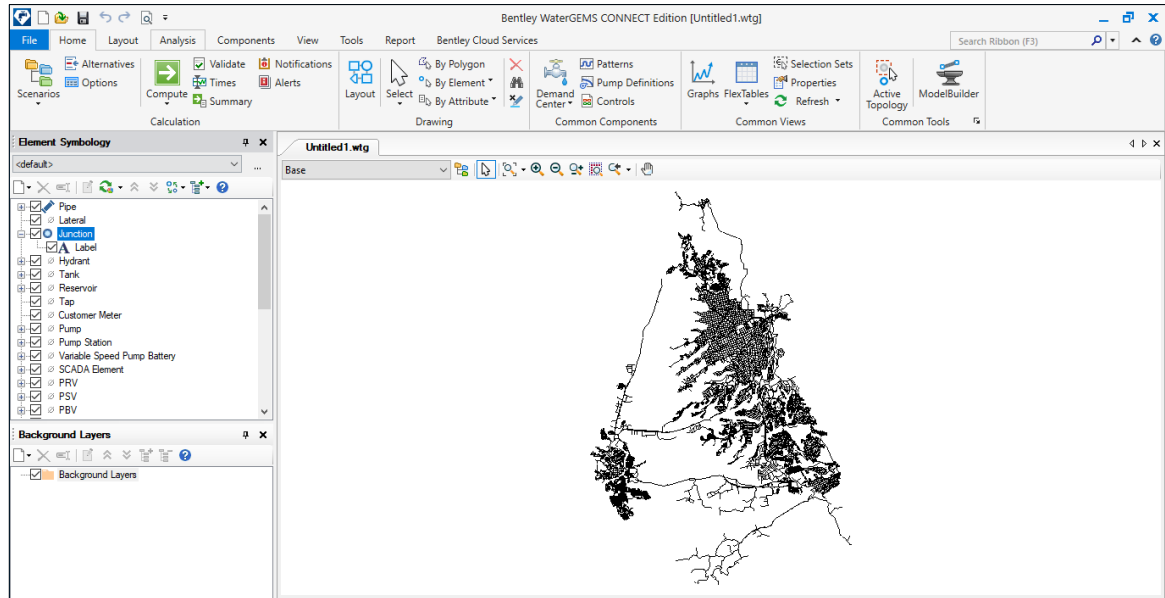 Bentley WaterGEMS CONNECT Edition [Untitled1.wtg]
File Home Layout Analysis Components View Tools Report Bentley Cloud Services Search Ribbon (F3)
Scenarios
Alternatives
Options
Compute
Validate
Times
Summary
Notifications
Alerts
Calculation
Layout
Select
By Polygon
By Element
By Attribute
Drawing
Demand
Center
Patterns
Pump Definitions
Controls
Common Components
Graphs
FlexTables
Selection Sets
Properties
Refresh
Common Views
Active
Topology
ModelBuilder
Common Tools
Element Symbology
<default>
...
Pipe
Lateral
Junction
A Label
Hydrant
Tank
Reservoir
Tap
Customer Meter
Pump
Pump Station
Variable Speed Pump Battery
SCADA Element
PRV
PSV
PBV
Background Layers
Background Layers
Untitled1.wtg
Base